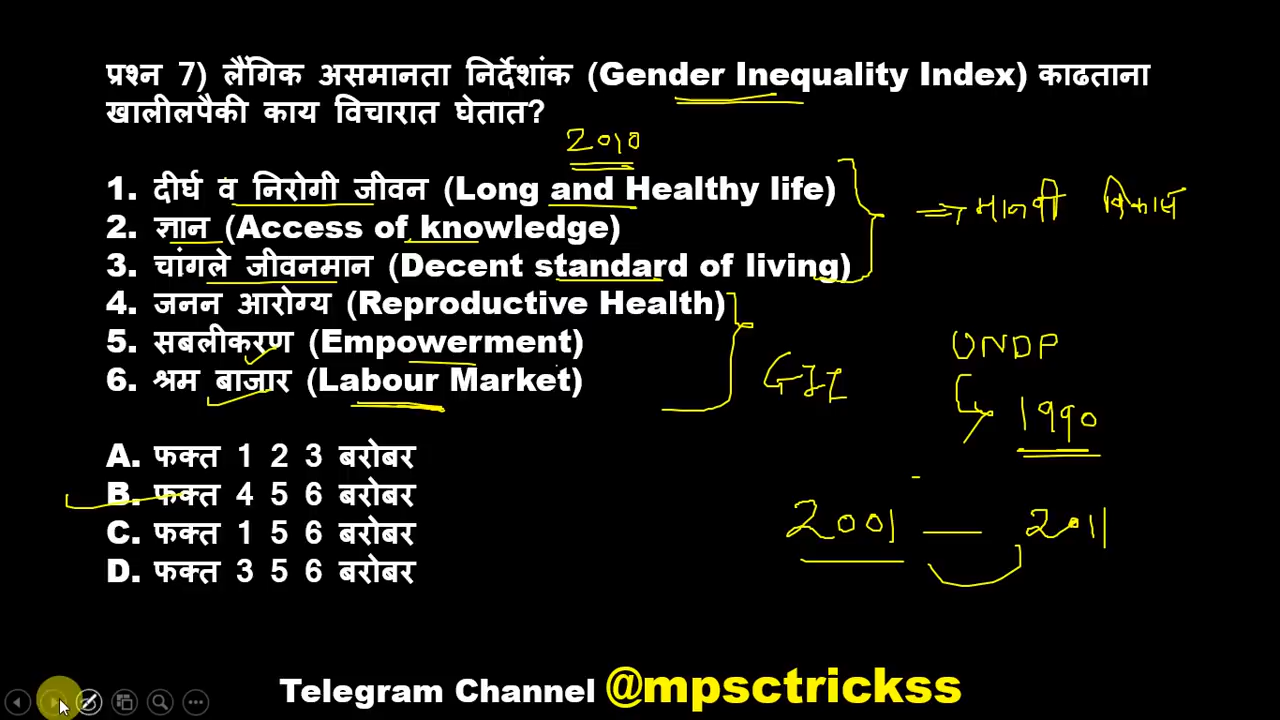 प्रश्न 7) लैंगिक असमानता निर्देशांक (Gender Inequality Index) काढताना
खालीलपैकी काय विचारात घेतात?
2010
1. दीर्घ व निरोगी जीवन (Long and Healthy life)
2. ज्ञान (Access of knowledge)
3. चांगले जीवनमान (Decent standard of living)
मानवी
4. जनन आरोग्य (Reproductive Health)
5. सबलीकरण (Empowerment)
6. श्रम बाजार (Labour Market)
GII
UNDP
1990
A. फक्त 1 2 3 बरोबर
B. फक्त 4 5 6 बरोबर
C. फक्त 1 5 6 बरोबर
D. फक्त 3 5 6 बरोबर
2001 — 2011
Telegram Channel @mpsctrickss